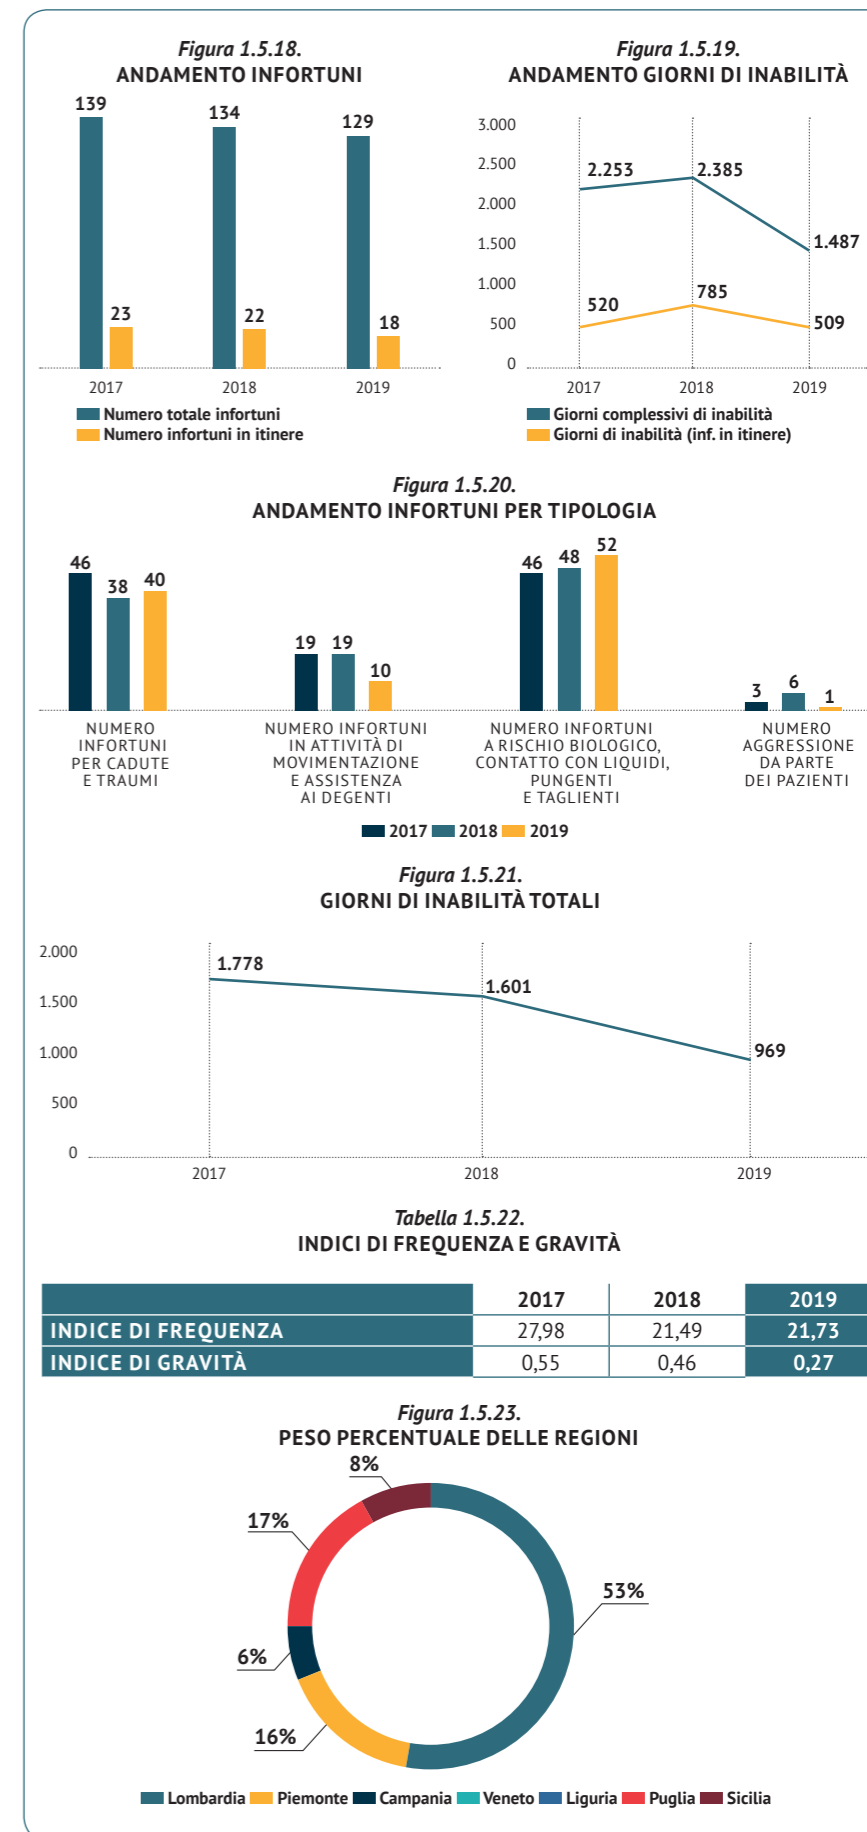 Figura 1.5.18.
ANDAMENTO INFORTUNI
139
134
129
23
22
18
2017 2018 2019
Numero totale infortuni
Numero infortuni in itinere
Figura 1.5.19.
ANDAMENTO GIORNI DI INABILITÀ
3.000
2.500
2.000
1.500
1.000
500
0
2.253
2.385
1.487
520
785
509
2017 2018 2019
Giorni complessivi di inabilità
Giorni di inabilità (inf. in itinere)
Figura 1.5.20.
ANDAMENTO INFORTUNI PER TIPOLOGIA
46 38 40
19 19 10
46 48 52
3 6 1
NUMERO
INFORTUNI
PER CADUTE
E TRAUMI
NUMERO INFORTUNI
IN ATTIVITÀ DI
MOVIMENTAZIONE
E ASSISTENZA
AI DEGENTI
NUMERO INFORTUNI
A RISCHIO BIOLOGICO,
CONTATTO CON LIQUIDI,
PUNGENTI
E TAGLIENTI
NUMERO
AGGRESSIONE
DA PARTE
DEI PAZIENTI
2017 2018 2019
Figura 1.5.21.
GIORNI DI INABILITÀ TOTALI
2.000
1.500
1.000
500
0
1.778
1.601
969
2017 2018 2019
Tabella 1.5.22.
INDICI DI FREQUENZA E GRAVITÀ
2017 2018 2019
INDICE DI FREQUENZA 27,98 21,49 21,73
INDICE DI GRAVITÀ 0,55 0,46 0,27
Figura 1.5.23.
PESO PERCENTUALE DELLE REGIONI
8%
17%
53%
6%
16%
Lombardia Piemonte Campania Veneto Liguria Puglia Sicilia